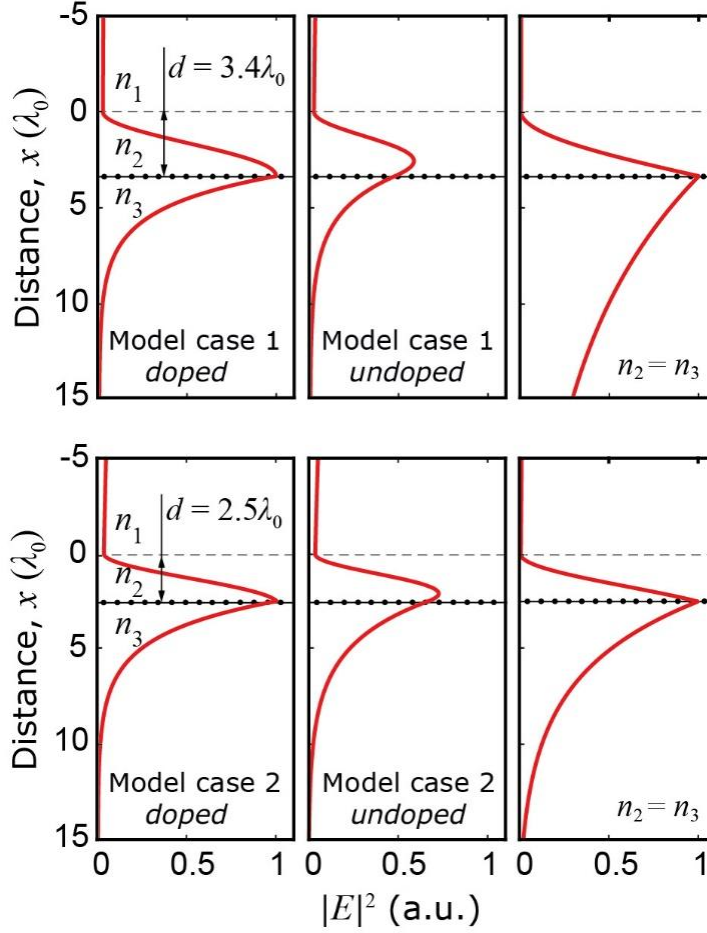 -5
0
5
10
15
Distance, x (λ₀)
n₁
n₂
n₃
d = 3.4λ₀
Model case 1
doped
Model case 1
undoped
n₂ = n₃
-5
0
5
10
15
Distance, x (λ₀)
n₁
n₂
n₃
d = 2.5λ₀
Model case 2
doped
Model case 2
undoped
n₂ = n₃
0 0.5 1 0 0.5 1 0 0.5 1
|E|² (a.u.)